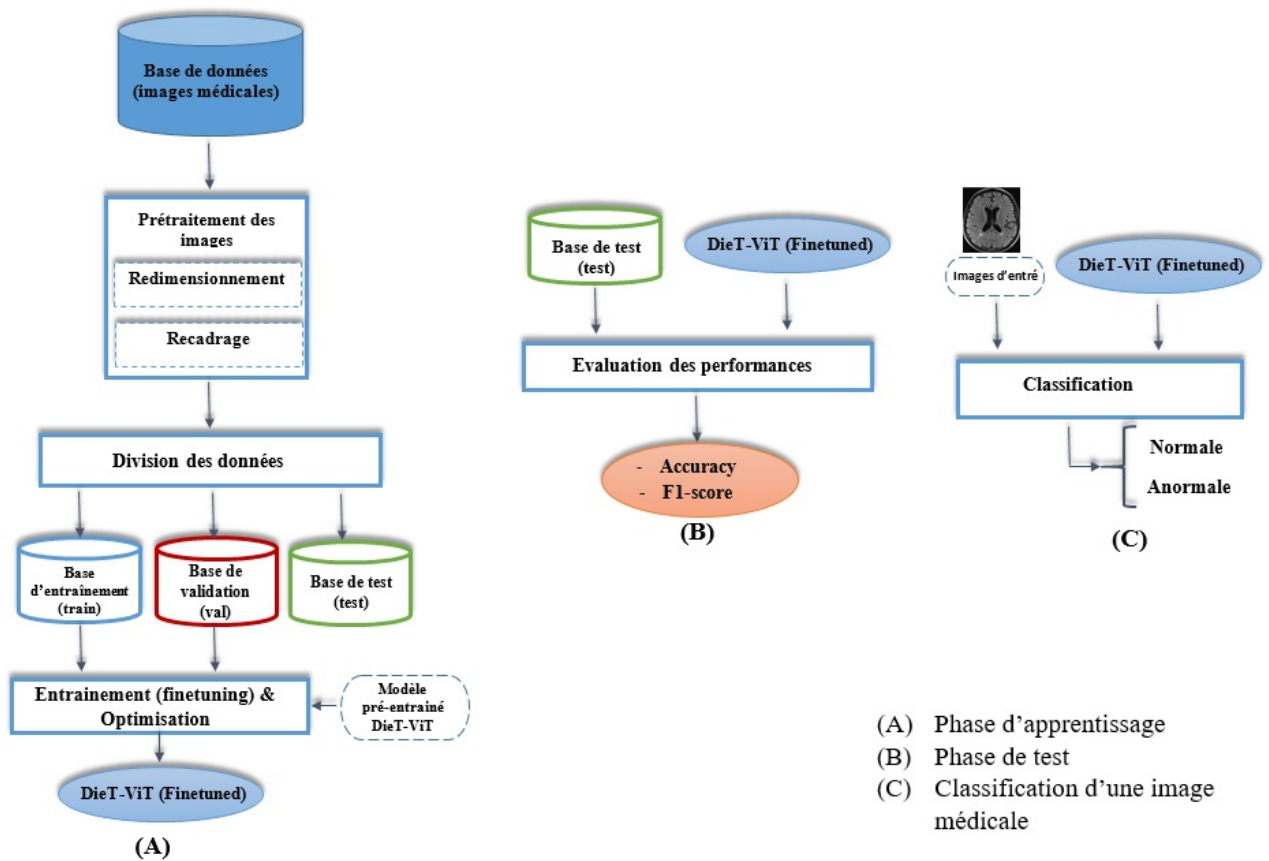 Base de données
(images médicales)
Prétraitement des
images
Redimensionnement
Recadrage
Division des données
Base
d'entraînement
(train)
Base de
validation
(val)
Base de test
(test)
Entrainement (finetuning) &
Optimisation
Modèle
pré-entrainé
DieT-ViT
DieT-ViT (Finetuned)
(A)
Base de test
(test)
DieT-ViT (Finetuned)
Evaluation des performances
- Accuracy
- F1-score
(B)
Images d'entré
DieT-ViT (Finetuned)
Classification
Normale
Anormale
(C)
(A) Phase d'apprentissage
(B) Phase de test
(C) Classification d'une image
médicale